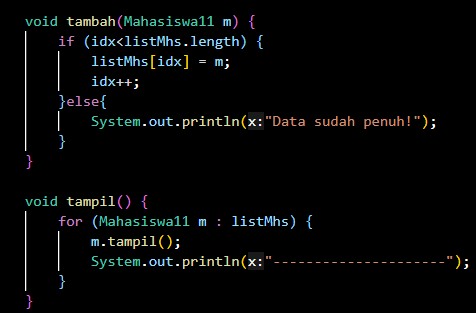 void tambah(Mahasiswa11 m) {
if (idx<listMhs.length) {
listMhs[idx] = m;
idx++;
}else{
System.out.println(x:"Data sudah penuh!");
}
}
void tampil() {
for (Mahasiswa11 m : listMhs) {
m.tampil();
System.out.println(x:"---------------------");
}
}